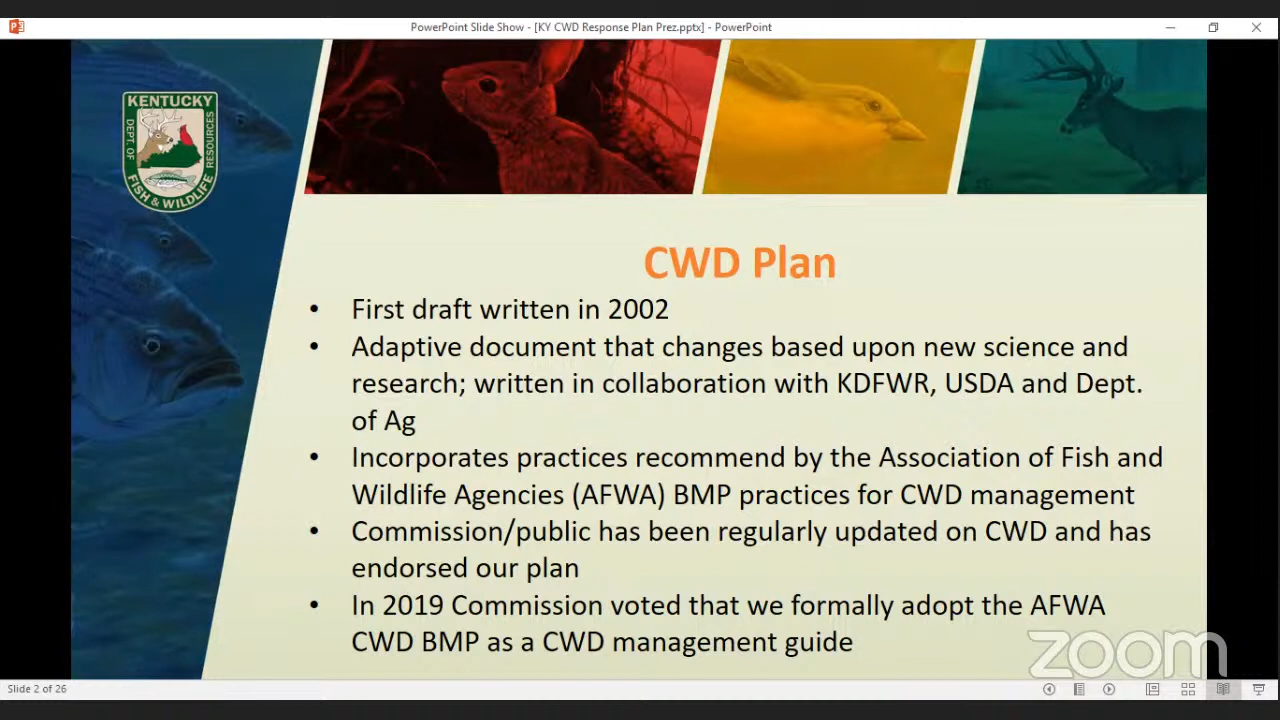 PowerPoint Slide Show - [KY CWD Response Plan Prez.pptx] - PowerPoint
KENTUCKY
DEPT. OF
FISH & WILDLIFE
RESOURCES
CWD Plan
• First draft written in 2002
• Adaptive document that changes based upon new science and
research; written in collaboration with KDFWR, USDA and Dept.
of Ag
• Incorporates practices recommend by the Association of Fish and
Wildlife Agencies (AFWA) BMP practices for CWD management
• Commission/public has been regularly updated on CWD and has
endorsed our plan
• In 2019 Commission voted that we formally adopt the AFWA
CWD BMP as a CWD management guide
zoom
Slide 2 of 26